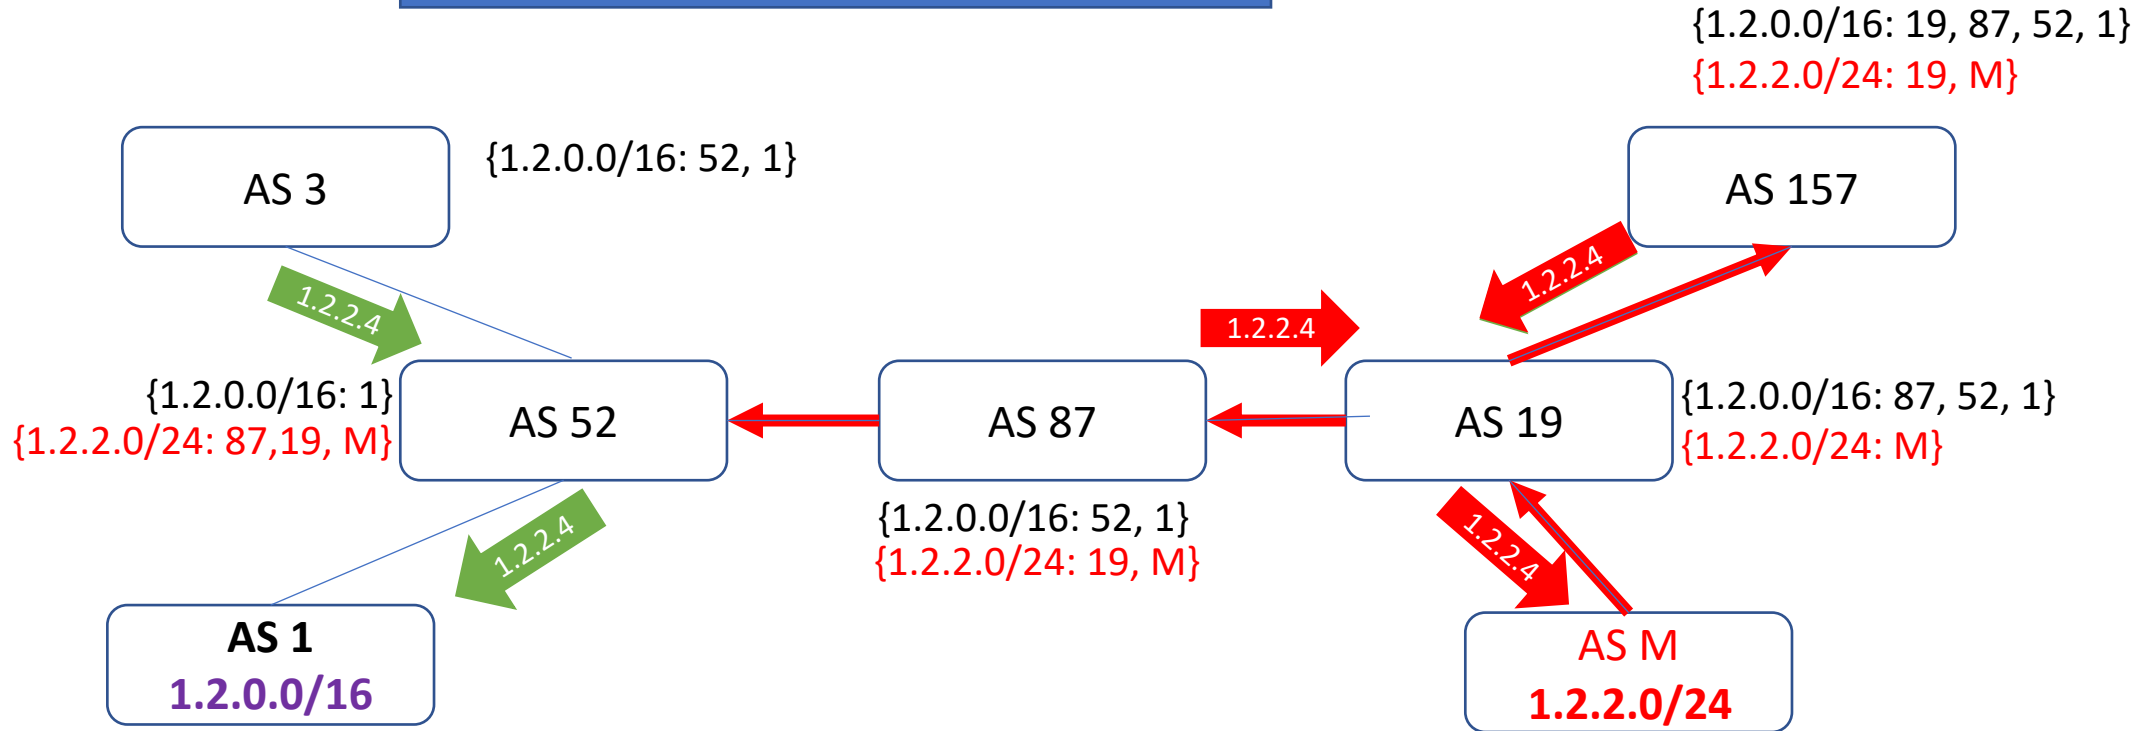 {1.2.0.0/16: 19, 87, 52, 1}
{1.2.2.0/24: 19, M}
AS 3
{1.2.0.0/16: 52, 1}
AS 157
1.2.2.4
1.2.2.4
1.2.2.4
{1.2.0.0/16: 1}
{1.2.2.0/24: 87,19, M}
AS 52
AS 87
AS 19
{1.2.0.0/16: 87, 52, 1}
{1.2.2.0/24: M}
1.2.2.4
{1.2.0.0/16: 52, 1}
{1.2.2.0/24: 19, M}
1.2.2.4
AS 1
1.2.0.0/16
AS M
1.2.2.0/24